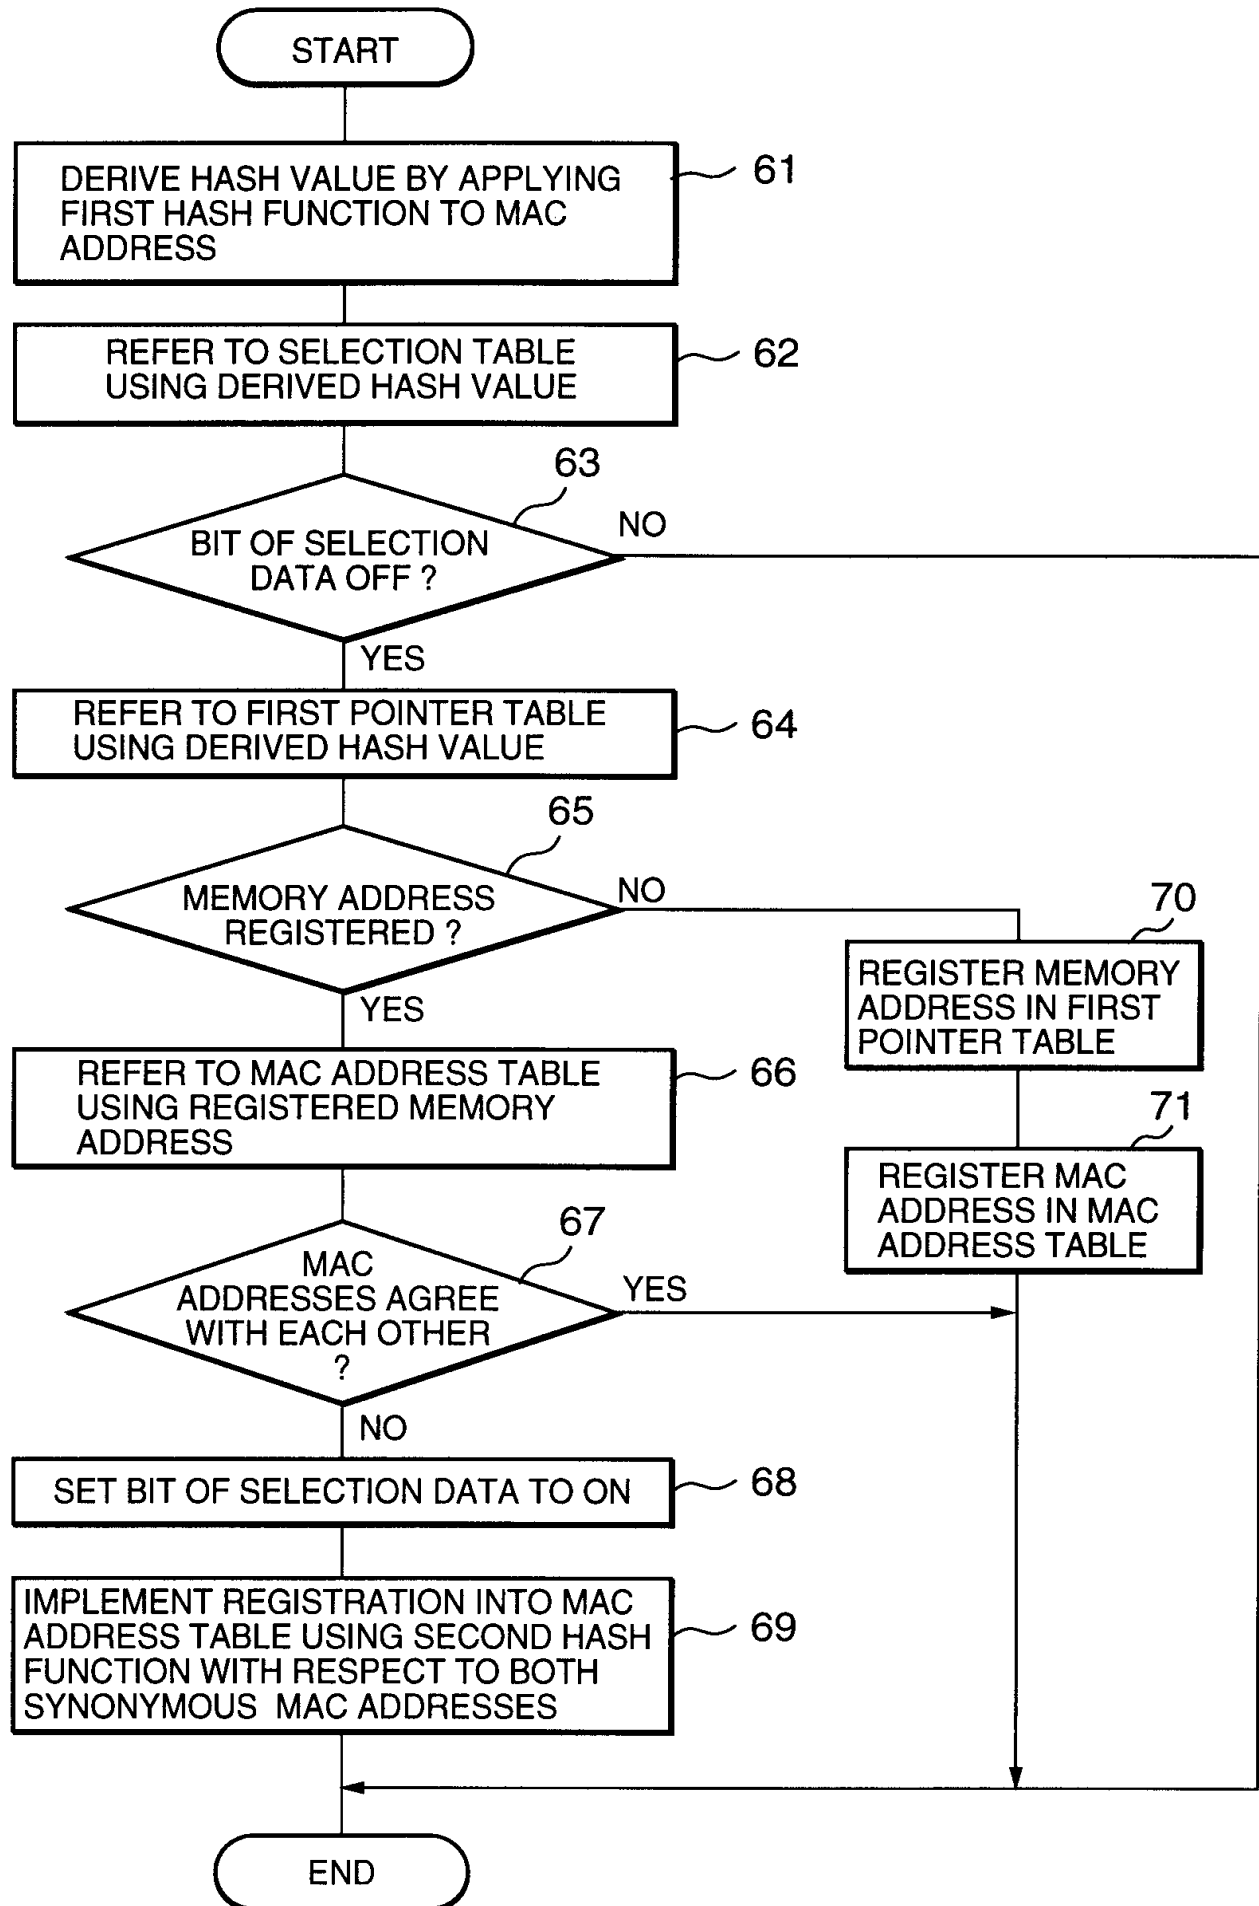 START
DERIVE HASH VALUE BY APPLYING
FIRST HASH FUNCTION TO MAC
ADDRESS
61
REFER TO SELECTION TABLE
USING DERIVED HASH VALUE
62
63
BIT OF SELECTION
DATA OFF ?
NO
YES
REFER TO FIRST POINTER TABLE
USING DERIVED HASH VALUE
64
65
MEMORY ADDRESS
REGISTERED ?
NO
YES
70
REGISTER MEMORY
ADDRESS IN FIRST
POINTER TABLE
REFER TO MAC ADDRESS TABLE
USING REGISTERED MEMORY
ADDRESS
66
71
REGISTER MAC
ADDRESS IN MAC
ADDRESS TABLE
67
MAC
ADDRESSES AGREE
WITH EACH OTHER
?
YES
NO
SET BIT OF SELECTION DATA TO ON
68
IMPLEMENT REGISTRATION INTO MAC
ADDRESS TABLE USING SECOND HASH
FUNCTION WITH RESPECT TO BOTH
SYNONYMOUS MAC ADDRESSES
69
END